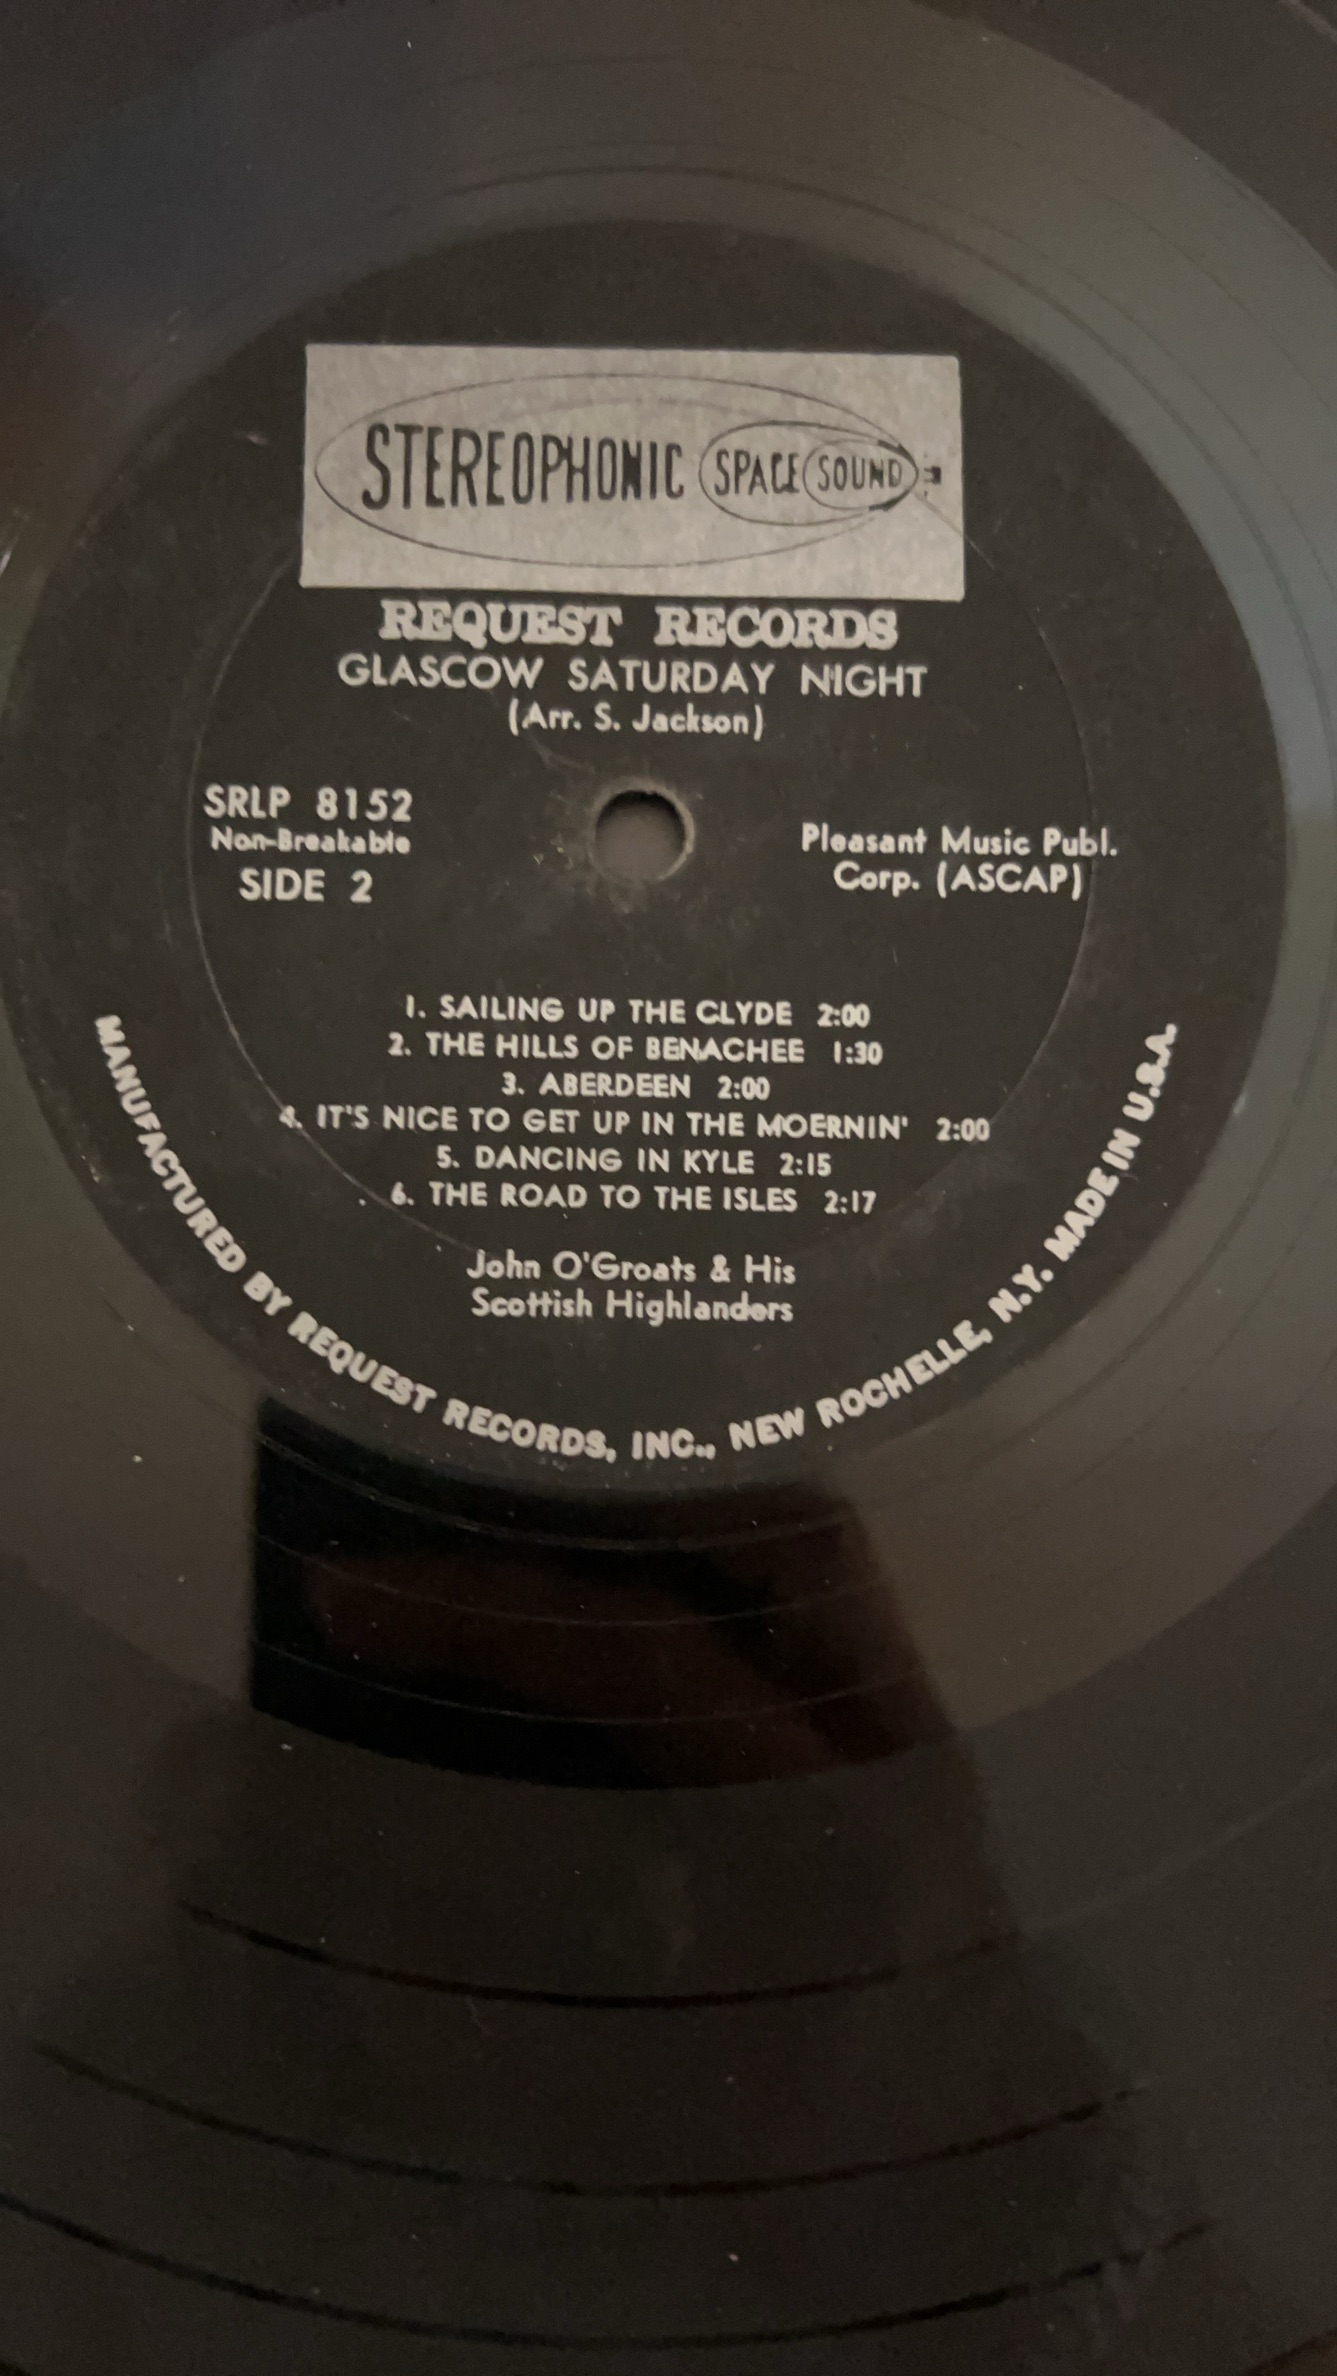 STEREOPHONIC SPACE SOUND
REQUEST RECORDS
GLASCOW SATURDAY NIGHT
(Arr. S. Jackson)
SRLP 8152
Non-Breakable
SIDE 2
Pleasant Music Publ.
Corp. (ASCAP)
1. SAILING UP THE CLYDE 2:00
2. THE HILLS OF BENACHEE 1:30
3. ABERDEEN 2:00
4. IT'S NICE TO GET UP IN THE MOERNIN' 2:00
5. DANCING IN KYLE 2:15
6. THE ROAD TO THE ISLES 2:17
John O'Groats & His
Scottish Highlanders
MANUFACTURED BY REQUEST RECORDS, INC., NEW ROCHELLE, N.Y. MADE IN U.S.A.